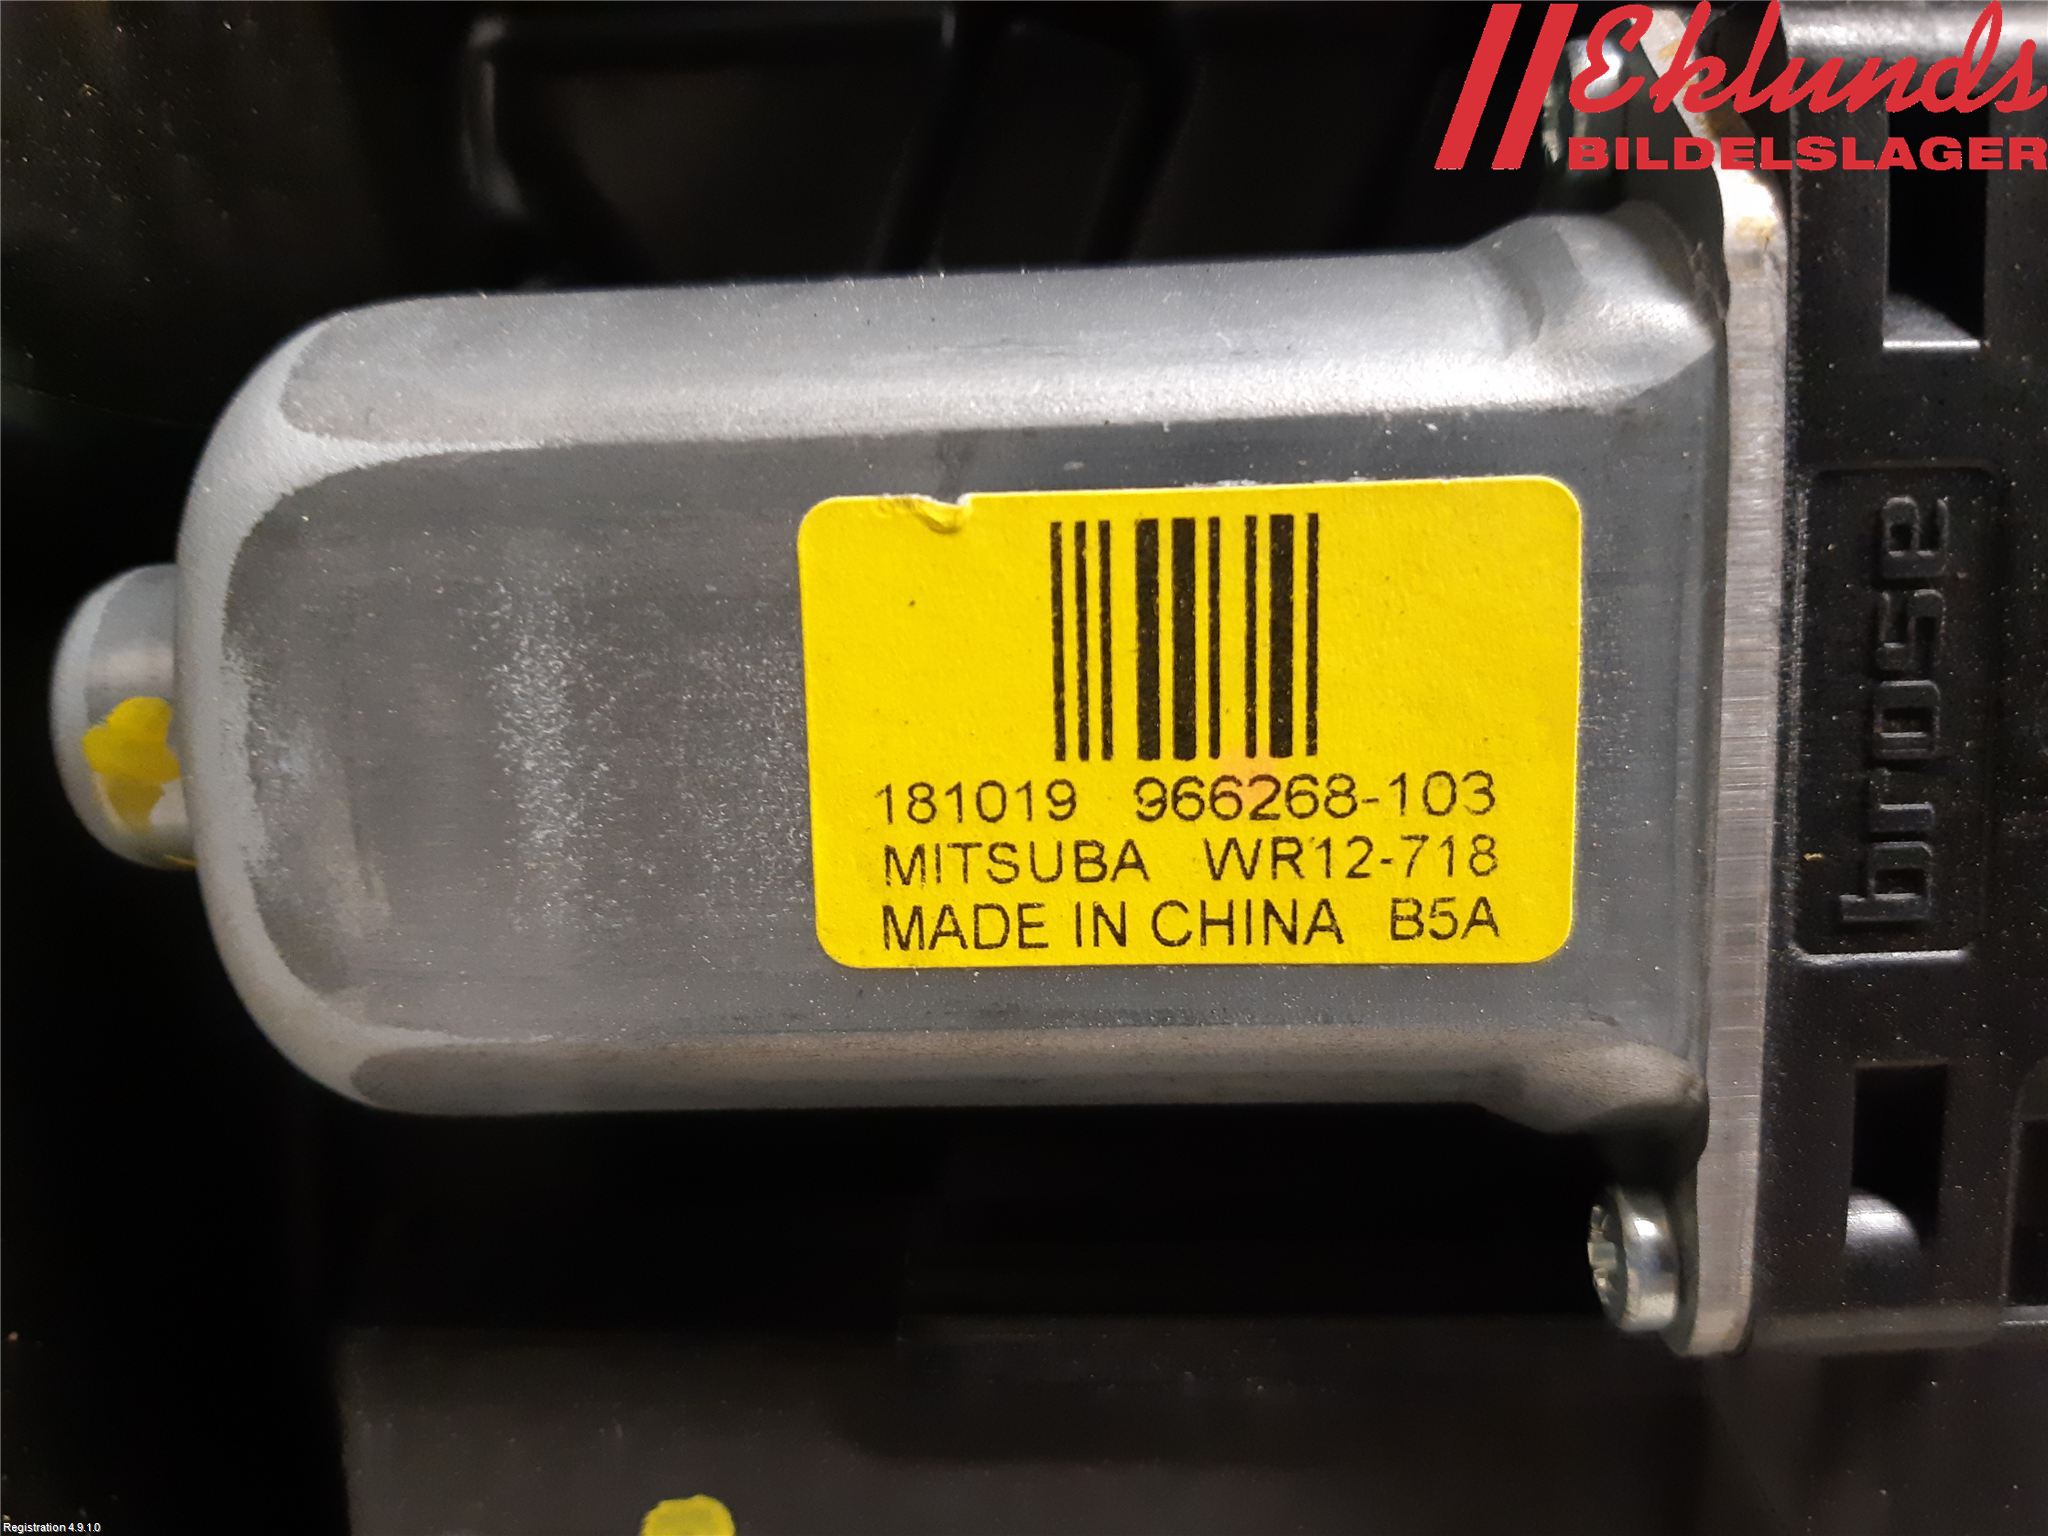 Eklunds
BILDELSLAGER
181019 966268-103
MITSUBA WR12-718
MADE IN CHINA B5A
brose
Registration 4.9.1.0